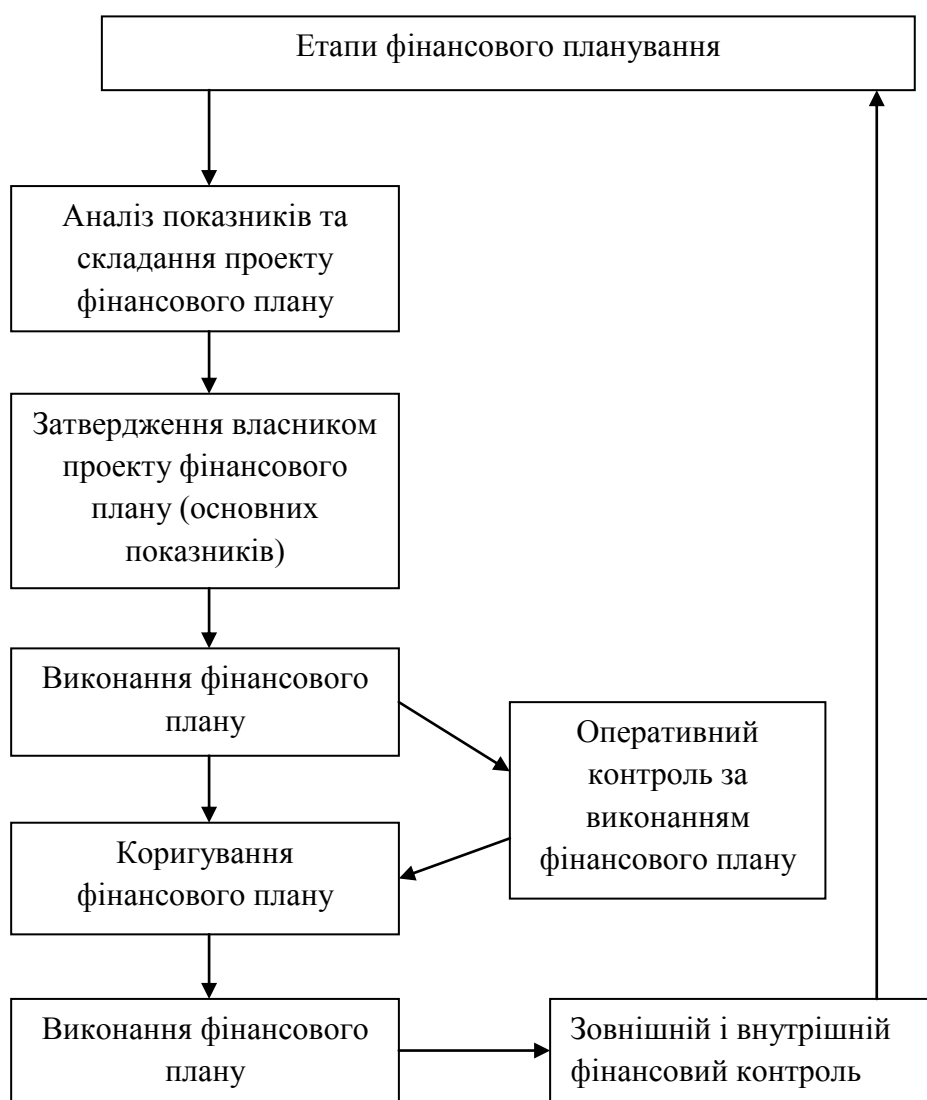 Етапи фінансового планування
Аналіз показників та
складання проекту
фінансового плану
Затвердження власником
проекту фінансового
плану (основних
показників)
Виконання фінансового
плану
Оперативний
контроль за
виконанням
фінансового плану
Коригування
фінансового плану
Виконання фінансового
плану
Зовнішній і внутрішній
фінансовий контроль